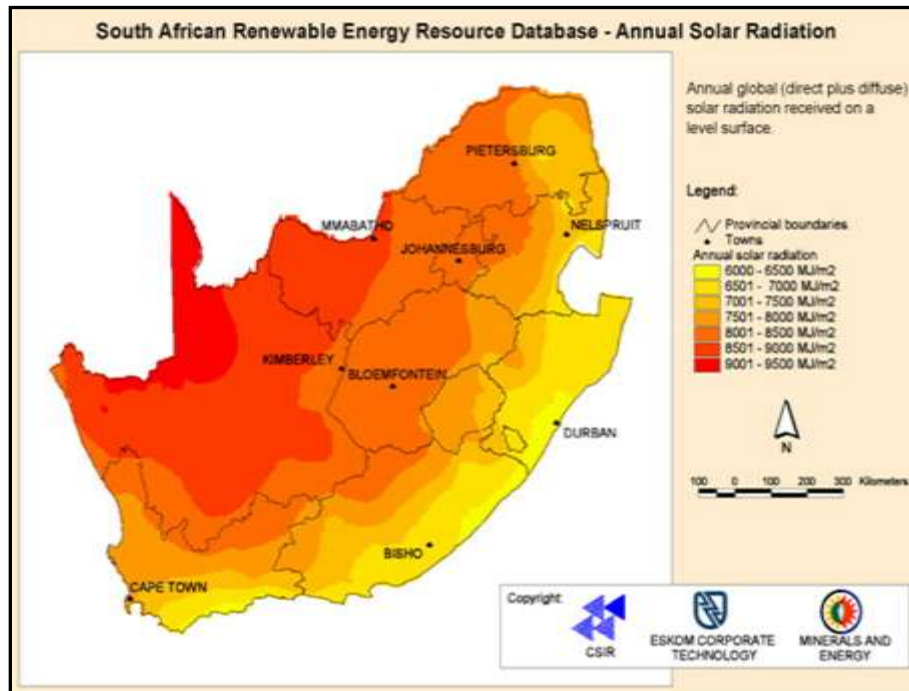 South African Renewable Energy Resource Database - Annual Solar Radiation
Annual global (direct plus diffuse)
solar radiation received on a
level surface.
Legend:
Provincial boundaries
Towns
Annual solar radiation
6000 - 6500 MJ/m2
6501 - 7000 MJ/m2
7001 - 7500 MJ/m2
7501 - 8000 MJ/m2
8001 - 8500 MJ/m2
8501 - 9000 MJ/m2
9001 - 9500 MJ/m2
N
100 0 100 200 300 Kilometers
PIETERSBURG
MMABATHO
NELSPRUIT
JOHANNESBURG
KIMBERLEY
BLOEMFONTEIN
DURBAN
BISHO
CAPE TOWN
Copyright:
CSIR
ESKOM CORPORATE
TECHNOLOGY
MINERALS AND
ENERGY